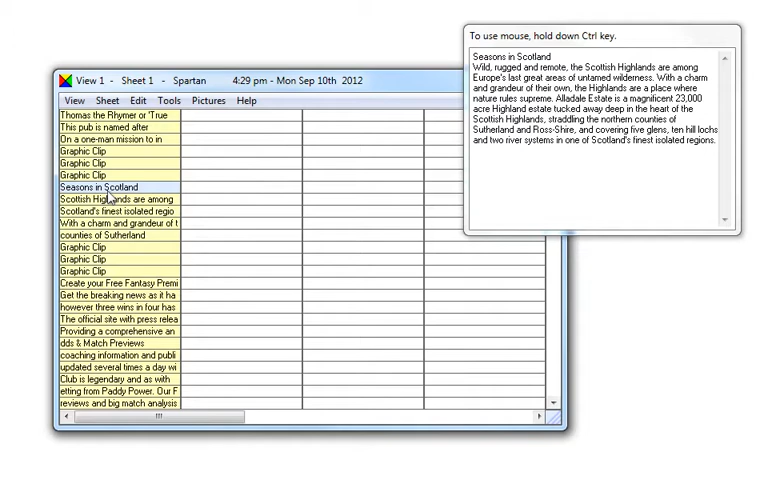 To use mouse, hold down Ctrl key.
Seasons in Scotland
Wild, rugged and remote, the Scottish Highlands are among
Europe's last great areas of untamed wilderness. With a charm
and grandeur of their own, the Highlands are a place where
nature rules supreme. Alladale Estate is a magnificent 23,000
acre Highland estate tucked away deep in the heart of the
Scottish Highlands, straddling the northern counties of
Sutherland and Ross-Shire, and covering five glens, ten hill lochs
and two river systems in one of Scotland's finest isolated regions.
View 1 - Sheet 1 - Spartan 4:29 pm - Mon Sep 10th 2012
View Sheet Edit Tools Pictures Help
Thomas the Rhymer or 'True
This pub is named after
On a one-man mission to in
Graphic Clip
Graphic Clip
Graphic Clip
Seasons in Scotland
Scottish Highlands are among
Scotland's finest isolated regio
With a charm and grandeur of t
counties of Sutherland
Graphic Clip
Graphic Clip
Graphic Clip
Create your Free Fantasy Premi
Get the breaking news as it ha
however three wins in four has
The official site with press relea
Providing a comprehensive an
dds & Match Previews
coaching information and publi
updated several times a day wi
Club is legendary and as with
etting from Paddy Power. Our F
reviews and big match analysis